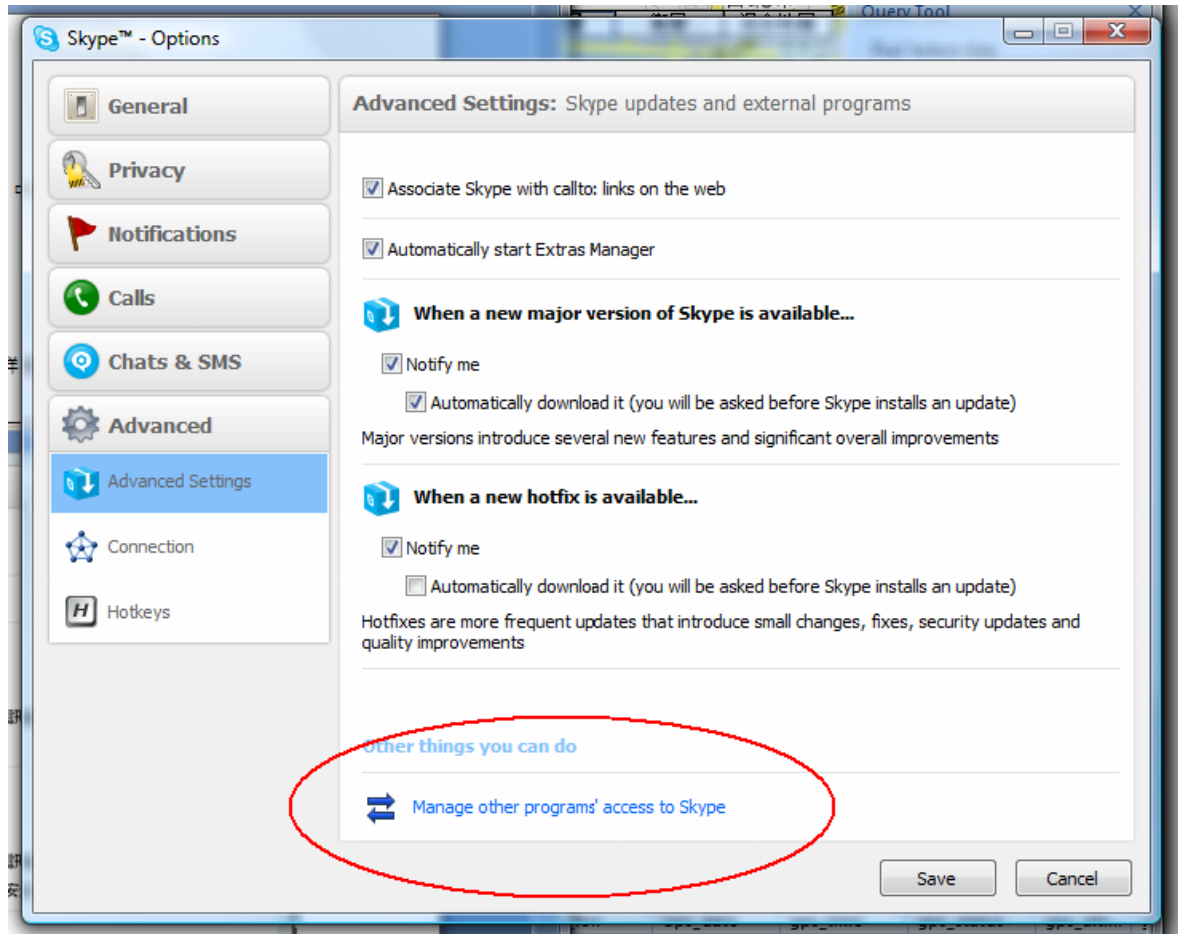 Query Tool
Skype™ - Options
General
Privacy
Notifications
Calls
Chats & SMS
Advanced
Advanced Settings
Connection
Hotkeys
Advanced Settings: Skype updates and external programs
Associate Skype with callto: links on the web
Automatically start Extras Manager
When a new major version of Skype is available...
Notify me
Automatically download it (you will be asked before Skype installs an update)
Major versions introduce several new features and significant overall improvements
When a new hotfix is available...
Notify me
Automatically download it (you will be asked before Skype installs an update)
Hotfixes are more frequent updates that introduce small changes, fixes, security updates and
quality improvements
Other things you can do
Manage other programs' access to Skype
Save
Cancel